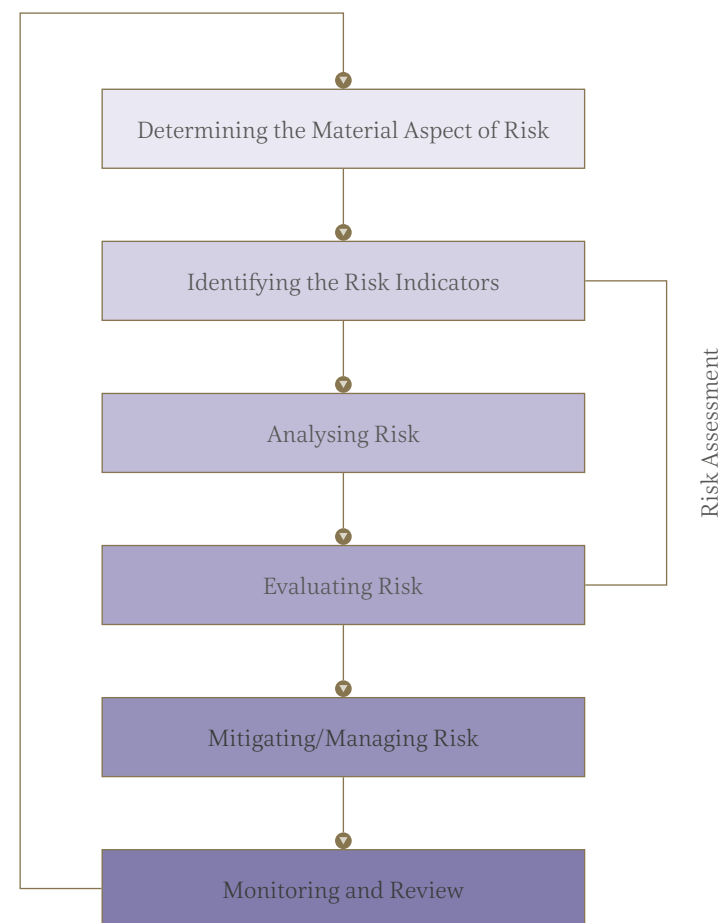 Determining the Material Aspect of Risk
Identifying the Risk Indicators
Analysing Risk
Evaluating Risk
Risk Assessment
Mitigating/Managing Risk
Monitoring and Review